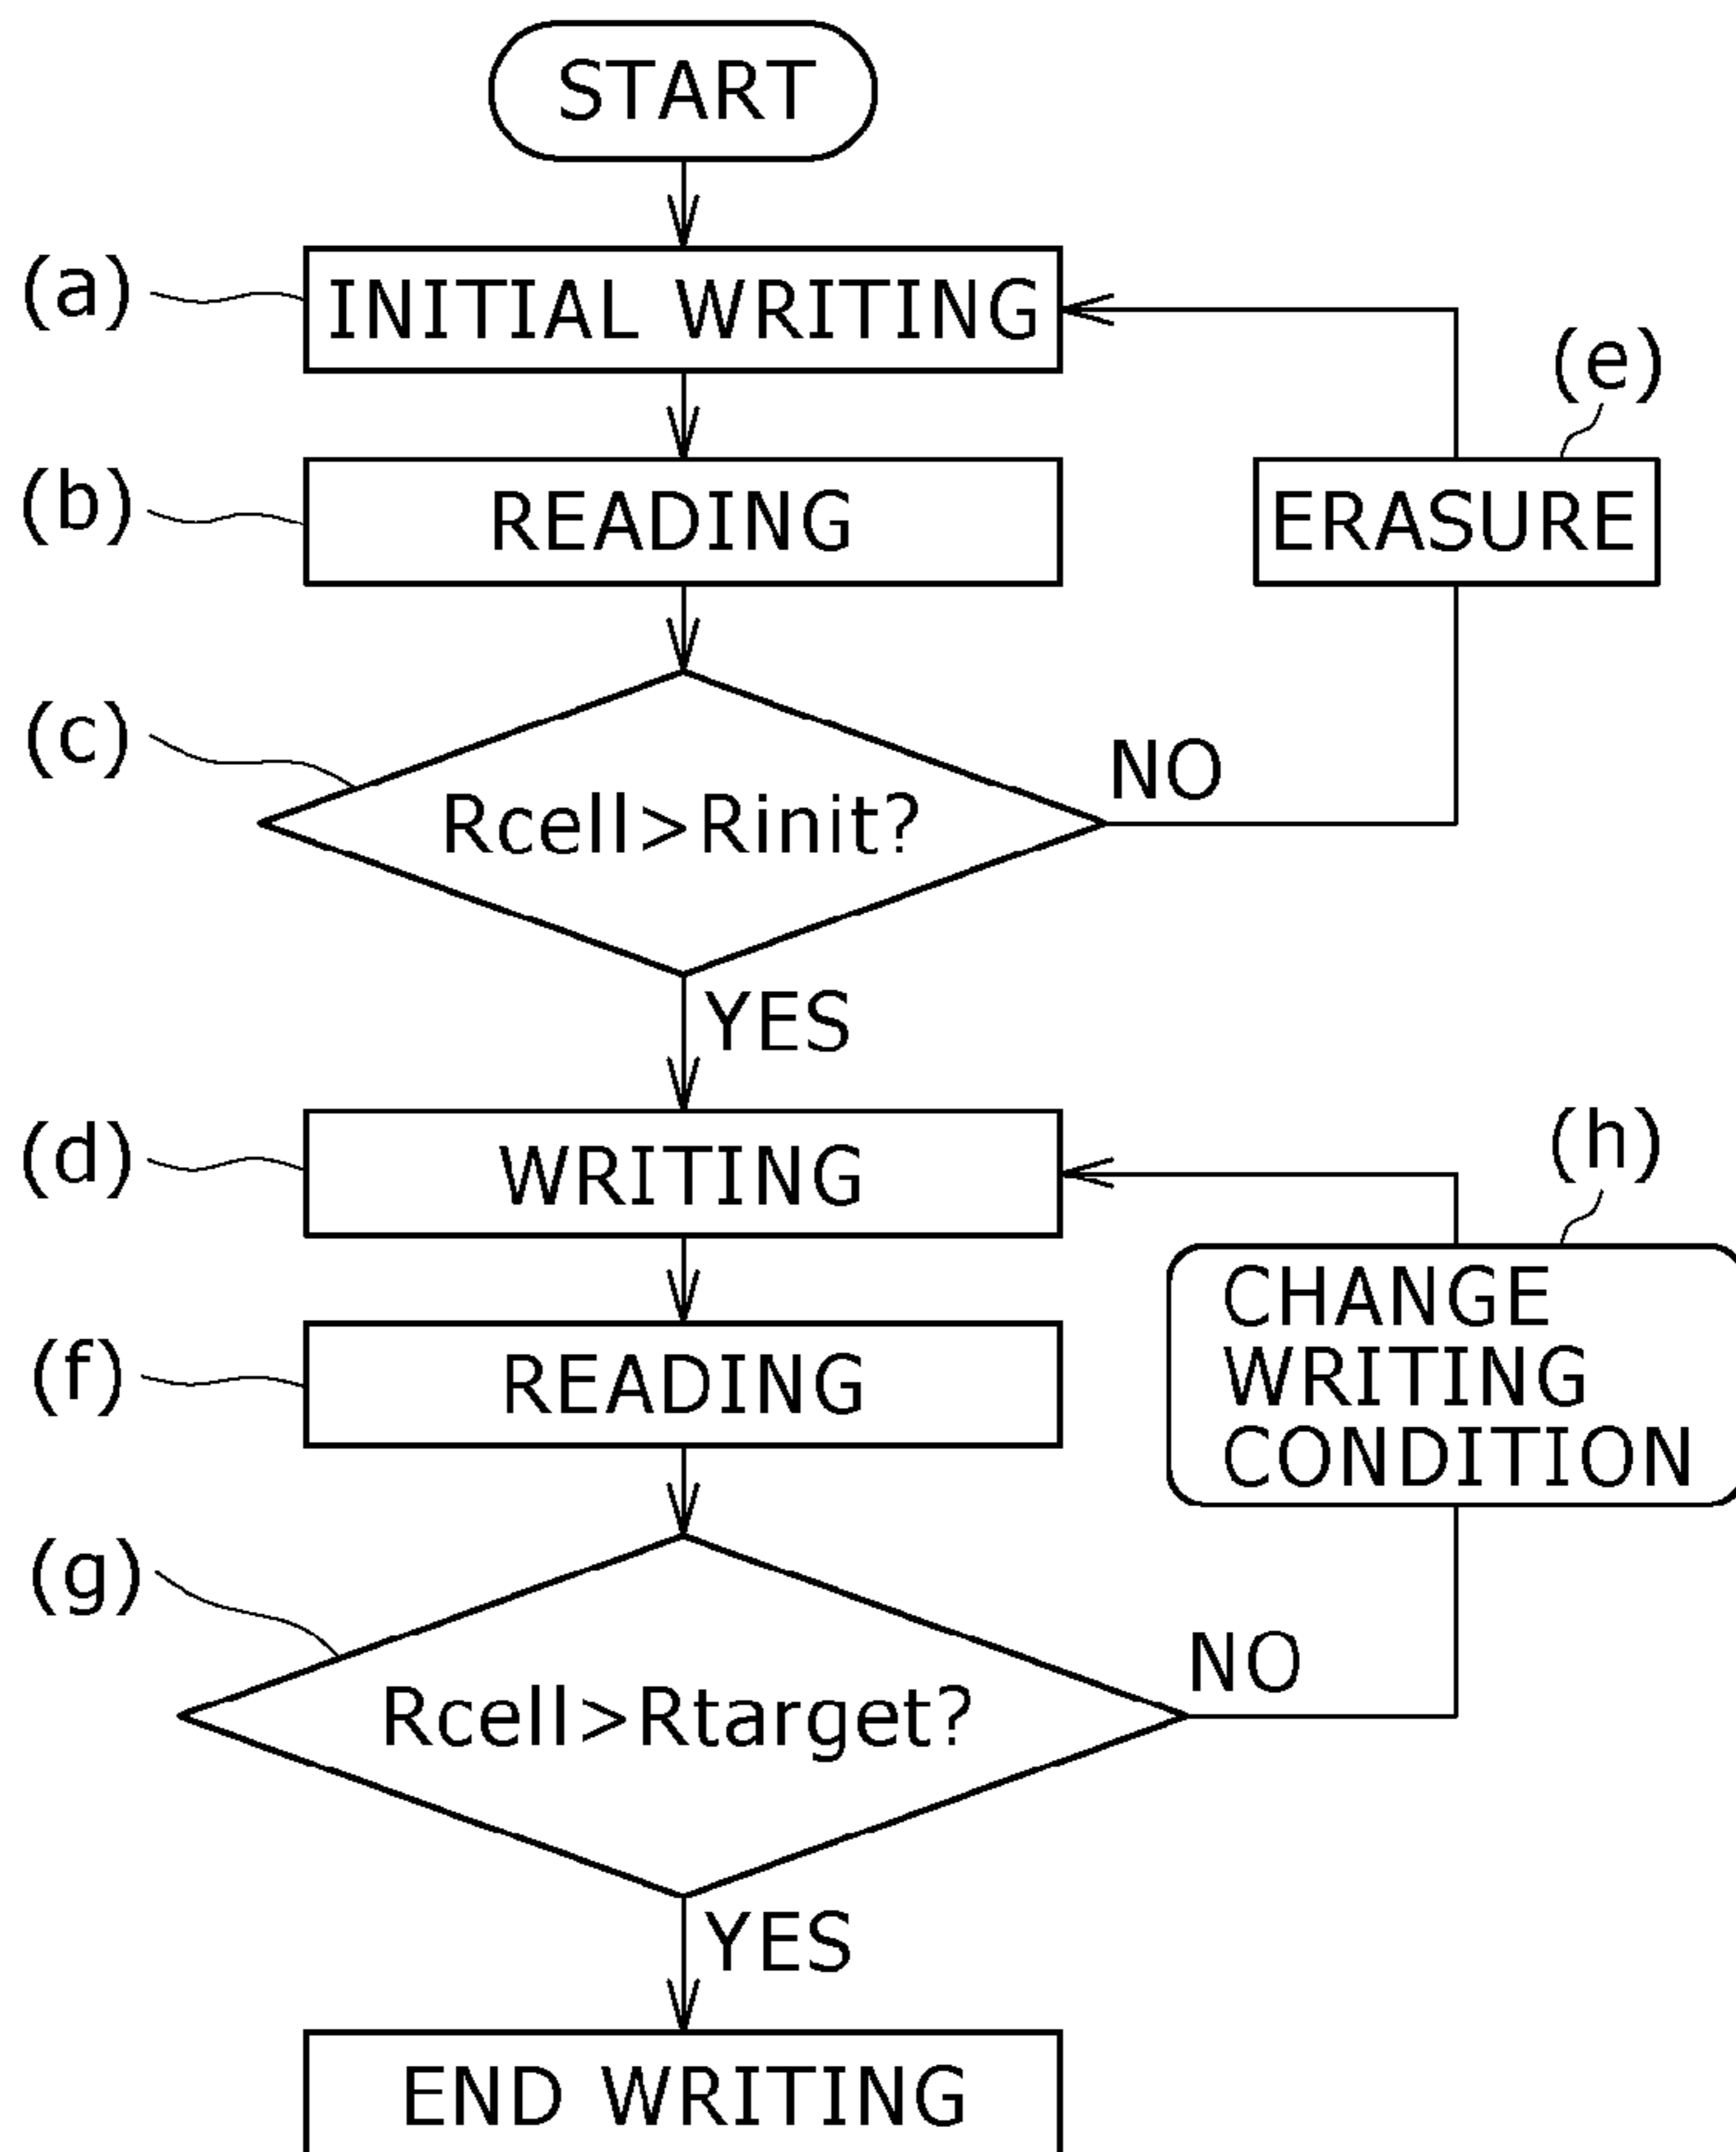 START
(a)
INITIAL WRITING
(e)
(b)
READING
ERASURE
(c)
NO
Rcell>Rinit?
YES
(d)
WRITING
(h)
CHANGE
WRITING
CONDITION
(f)
READING
(g)
NO
Rcell>Rtarget?
YES
END WRITING